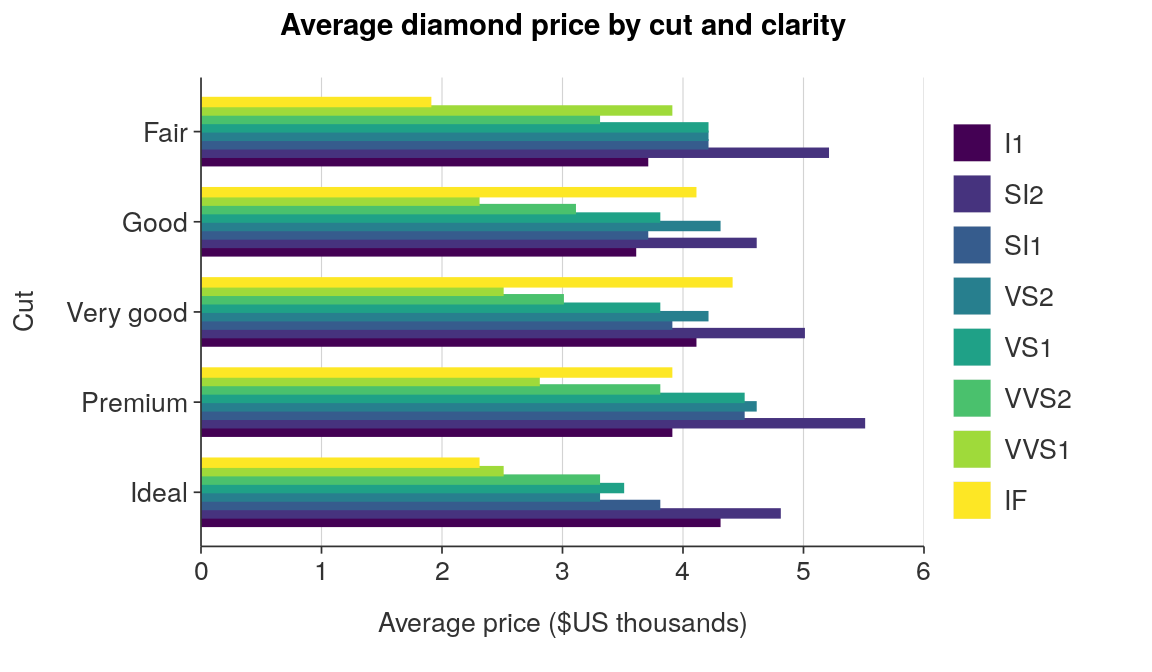 Average diamond price by cut and clarity
Cut
Fair
Good
Very good
Premium
Ideal
0 1 2 3 4 5 6
Average price ($US thousands)
I1
SI2
SI1
VS2
VS1
VVS2
VVS1
IF